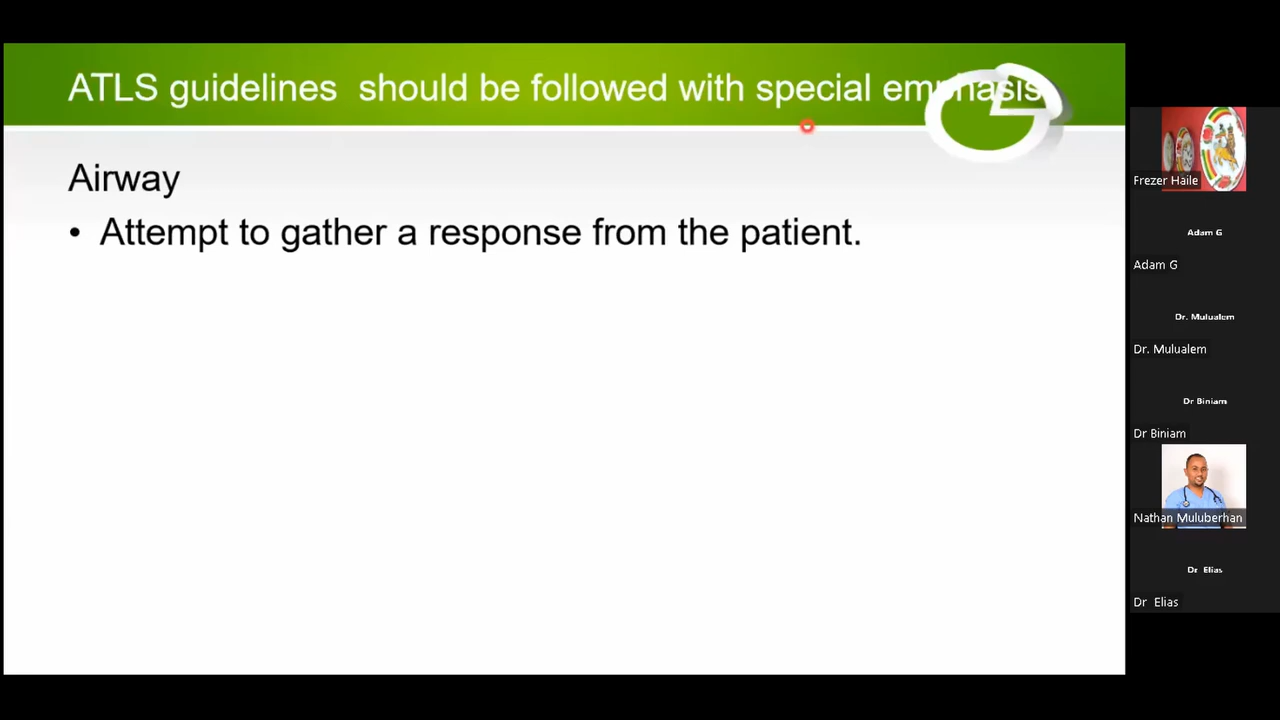 ATLS guidelines  should be followed with special emphasis
Airway
• Attempt to gather a response from the patient.
Frezer Haile
Adam G
Adam G
Dr. Mulualem
Dr. Mulualem
Dr Biniam
Dr Biniam
Nathan Muluberhan
Dr  Elias
Dr  Elias